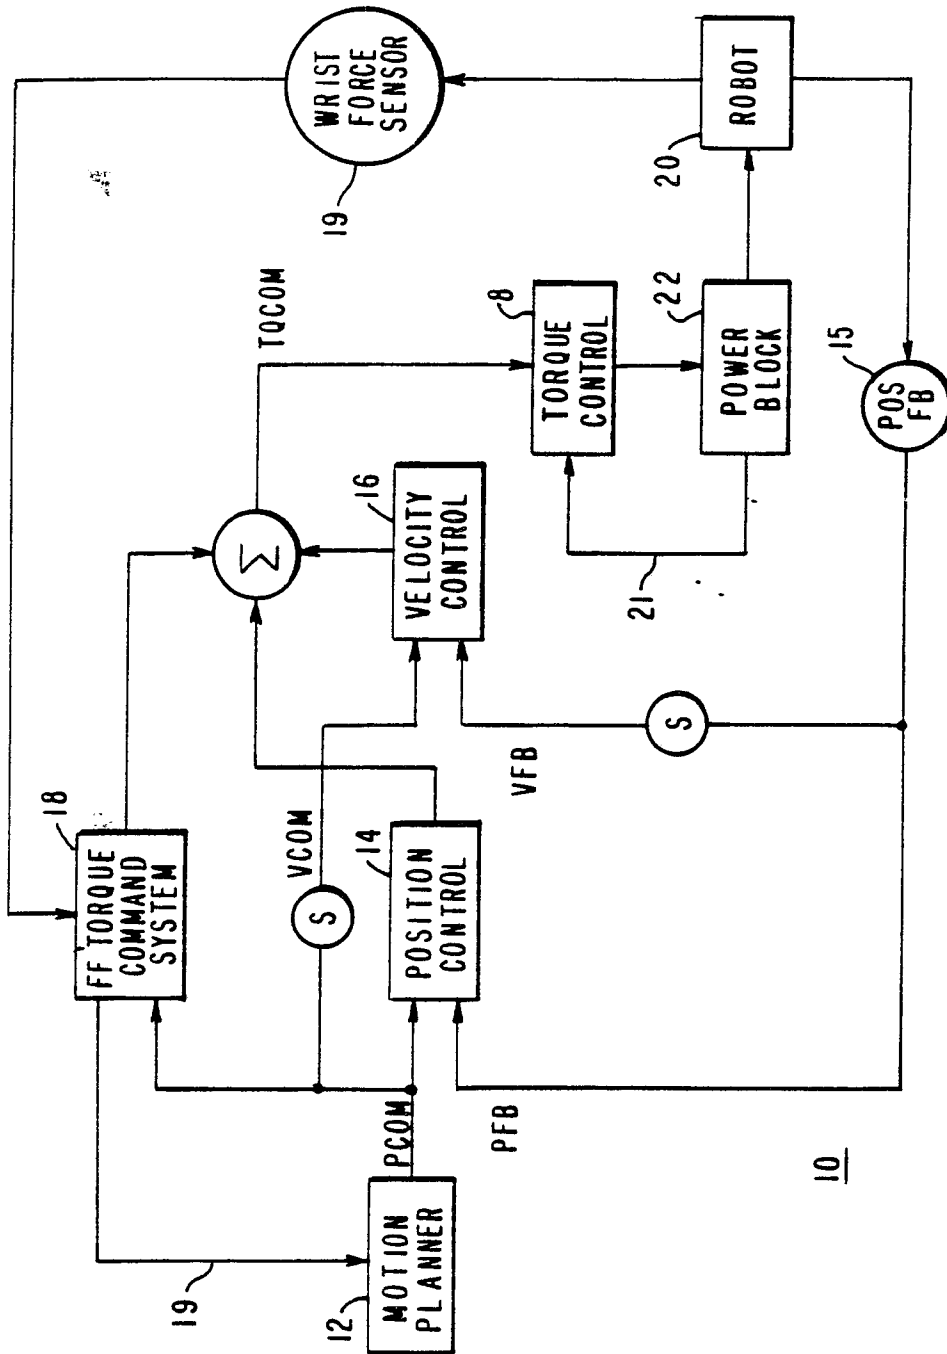 WRIST
FORCE
SENSOR
19
ROBOT
20
TQCOM
TORQUE
CONTROL
8
POWER
BLOCK
22
POS
FB
15
21
Σ
VELOCITY
CONTROL
16
FF TORQUE
COMMAND
SYSTEM
18
VCOM
S
POSITION
CONTROL
14
VFB
S
PCOM
PFB
19
MOTION
PLANNER
12
10